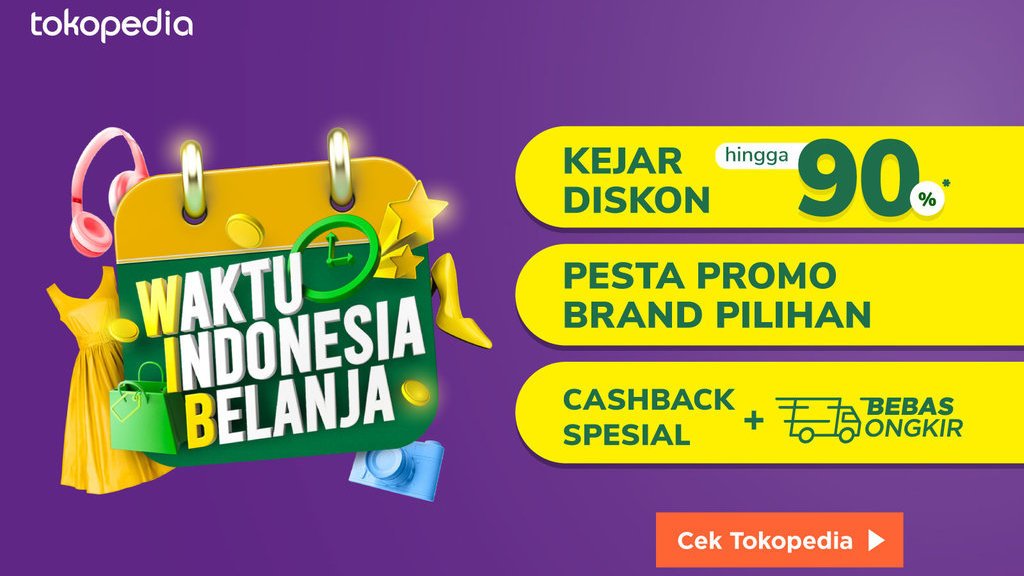 tokopedia
WAKTU
INDONESIA
BELANJA
KEJAR
DISKON
hingga
90%*
PESTA PROMO
BRAND PILIHAN
CASHBACK
SPESIAL
+
BEBAS
ONGKIR
Cek Tokopedia